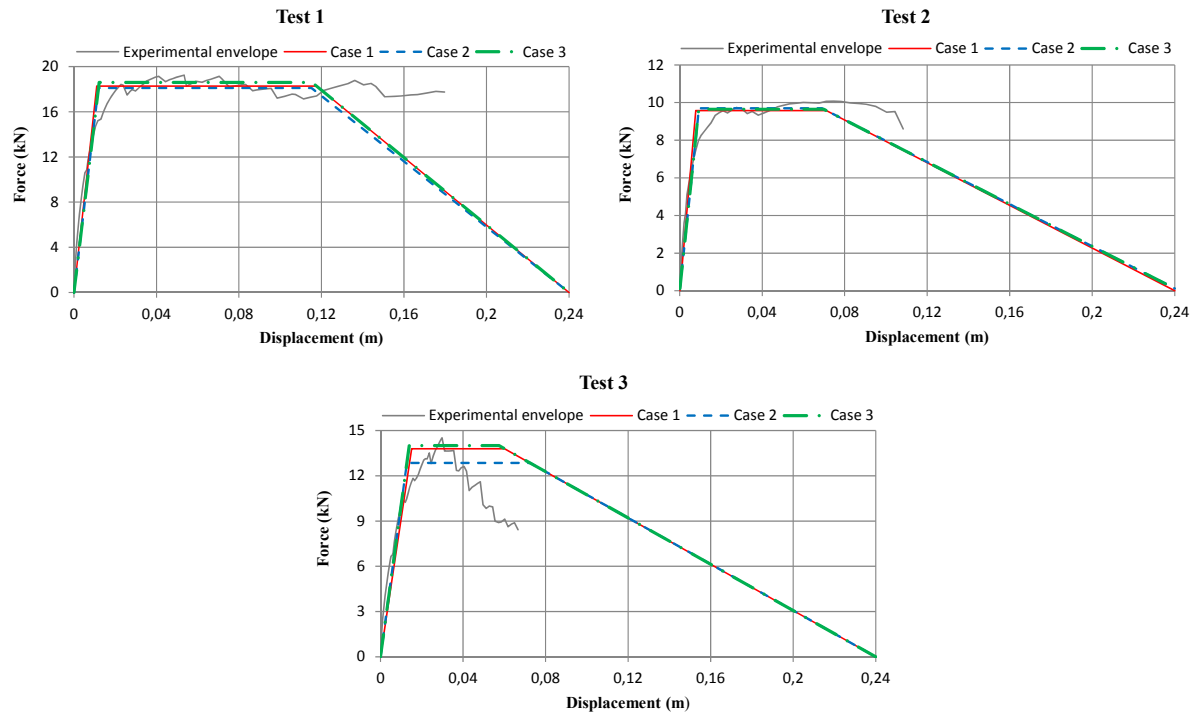 Test 1
Experimental envelope Case 1 Case 2 Case 3
20
16
12
8
4
0
Force (kN)
0 0,04 0,08 0,12 0,16 0,2 0,24
Displacement (m)
Test 2
Experimental envelope Case 1 Case 2 Case 3
12
10
8
6
4
2
0
Force (kN)
0 0,04 0,08 0,12 0,16 0,2 0,24
Displacement (m)
Test 3
Experimental envelope Case 1 Case 2 Case 3
15
12
9
6
3
0
Force (kN)
0 0,04 0,08 0,12 0,16 0,2 0,24
Displacement (m)